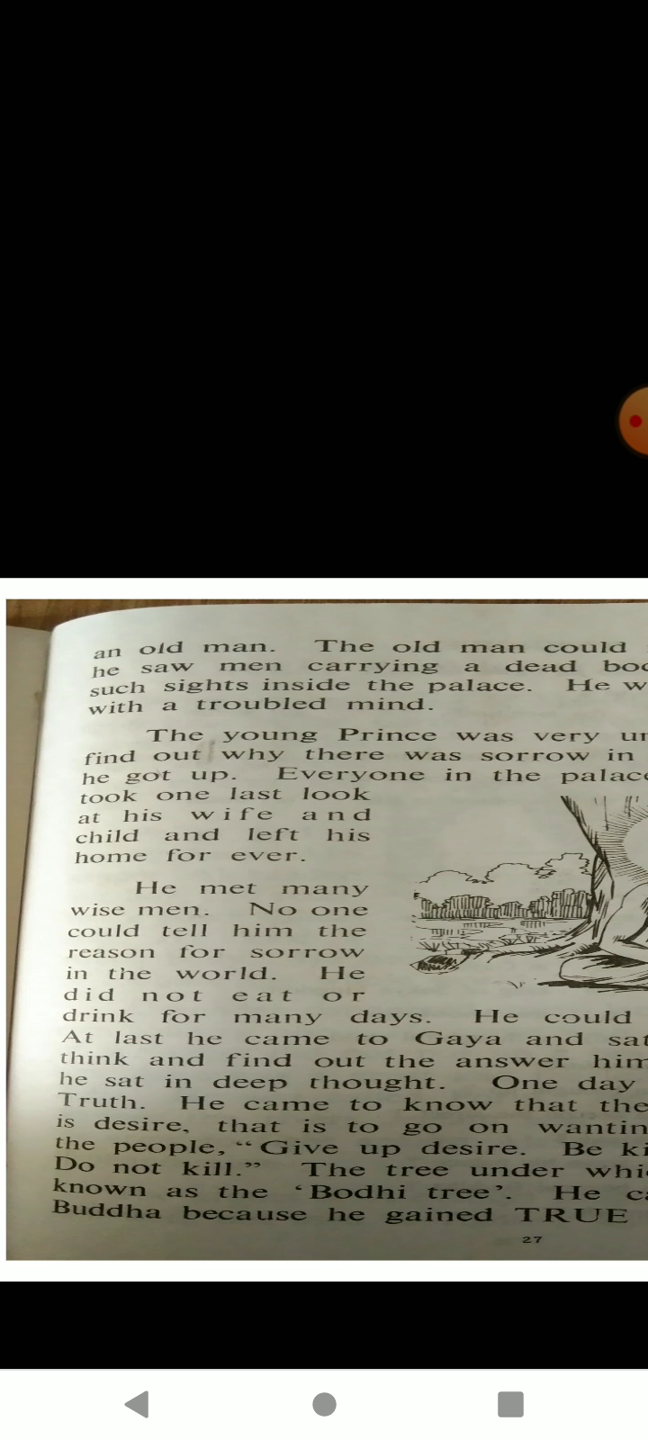 an old man. The old man could
he saw men carrying a dead
such sights inside the palace. He
with a troubled mind.
The young Prince was very
find out why there was sorrow in
he got up. Everyone in the
took one last look
at his wife and
child and left his
home for ever.
He met many
wise men. No one
could tell him the
reason for sorrow
in the world. He
did not eat or
drink for many days. He could
At last he came to Gaya and
think and find out the answer
he sat in deep thought. One day
Truth. He came to know that
is desire, that is to go on
the people, “Give up desire. Be
Do not kill.” The tree under
known as the ‘Bodhi tree’. He
Buddha because he gained TRUE
27